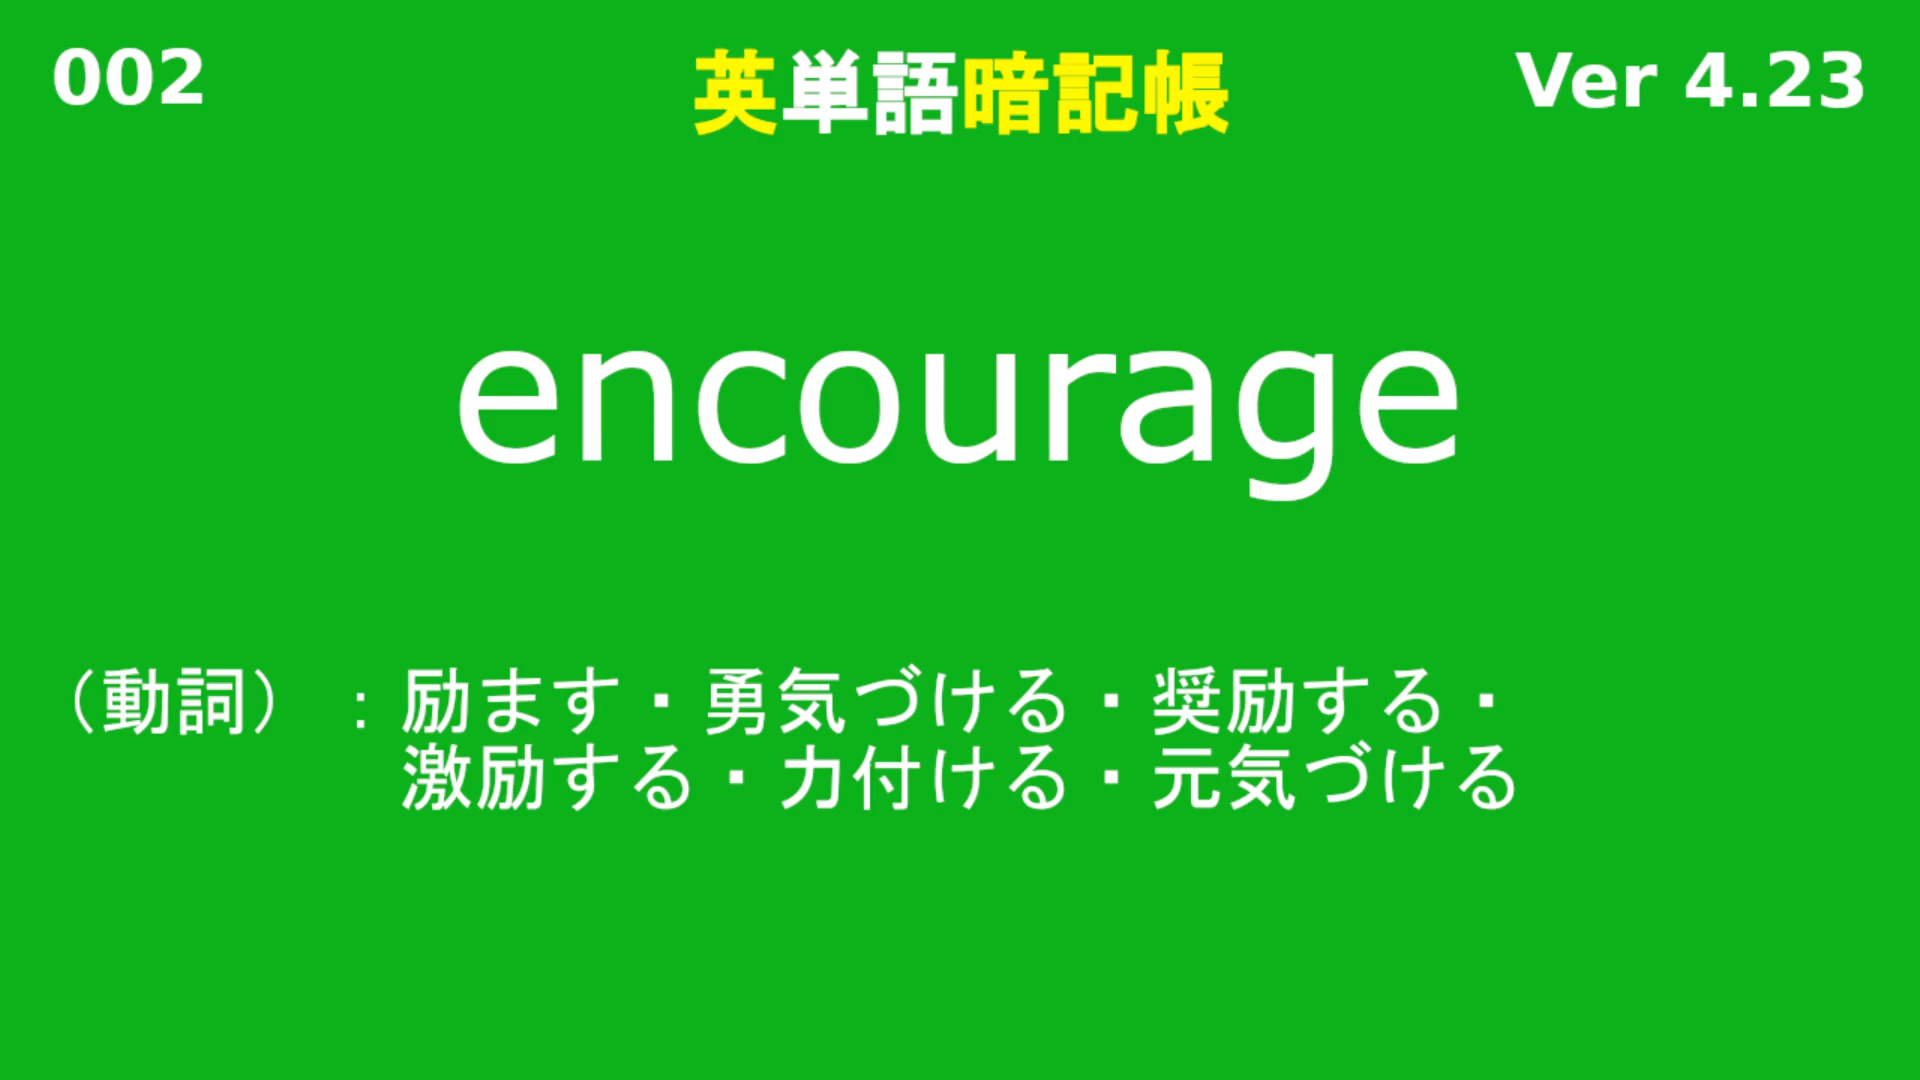 002
英単語暗記帳
Ver 4.23
encourage
（動詞）：励ます・勇気づける・奨励する・
激励する・力付ける・元気づける